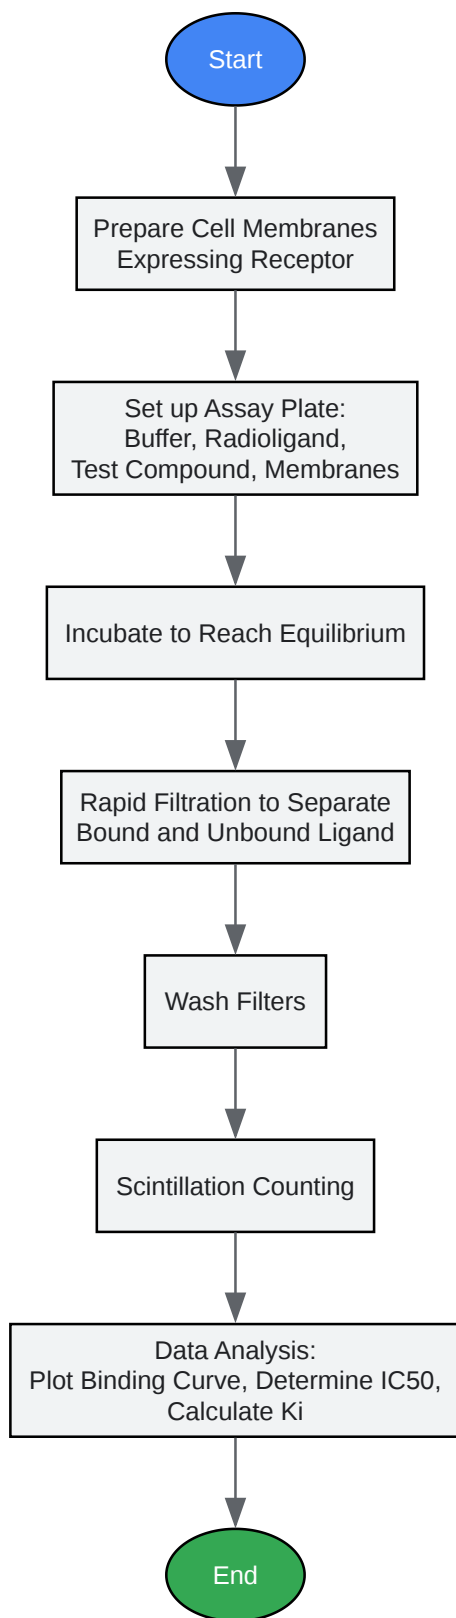 Start
Prepare Cell Membranes
Expressing Receptor
Set up Assay Plate:
Buffer, Radioligand,
Test Compound, Membranes
Incubate to Reach Equilibrium
Rapid Filtration to Separate
Bound and Unbound Ligand
Wash Filters
Scintillation Counting
Data Analysis:
Plot Binding Curve, Determine IC50,
Calculate Ki
End